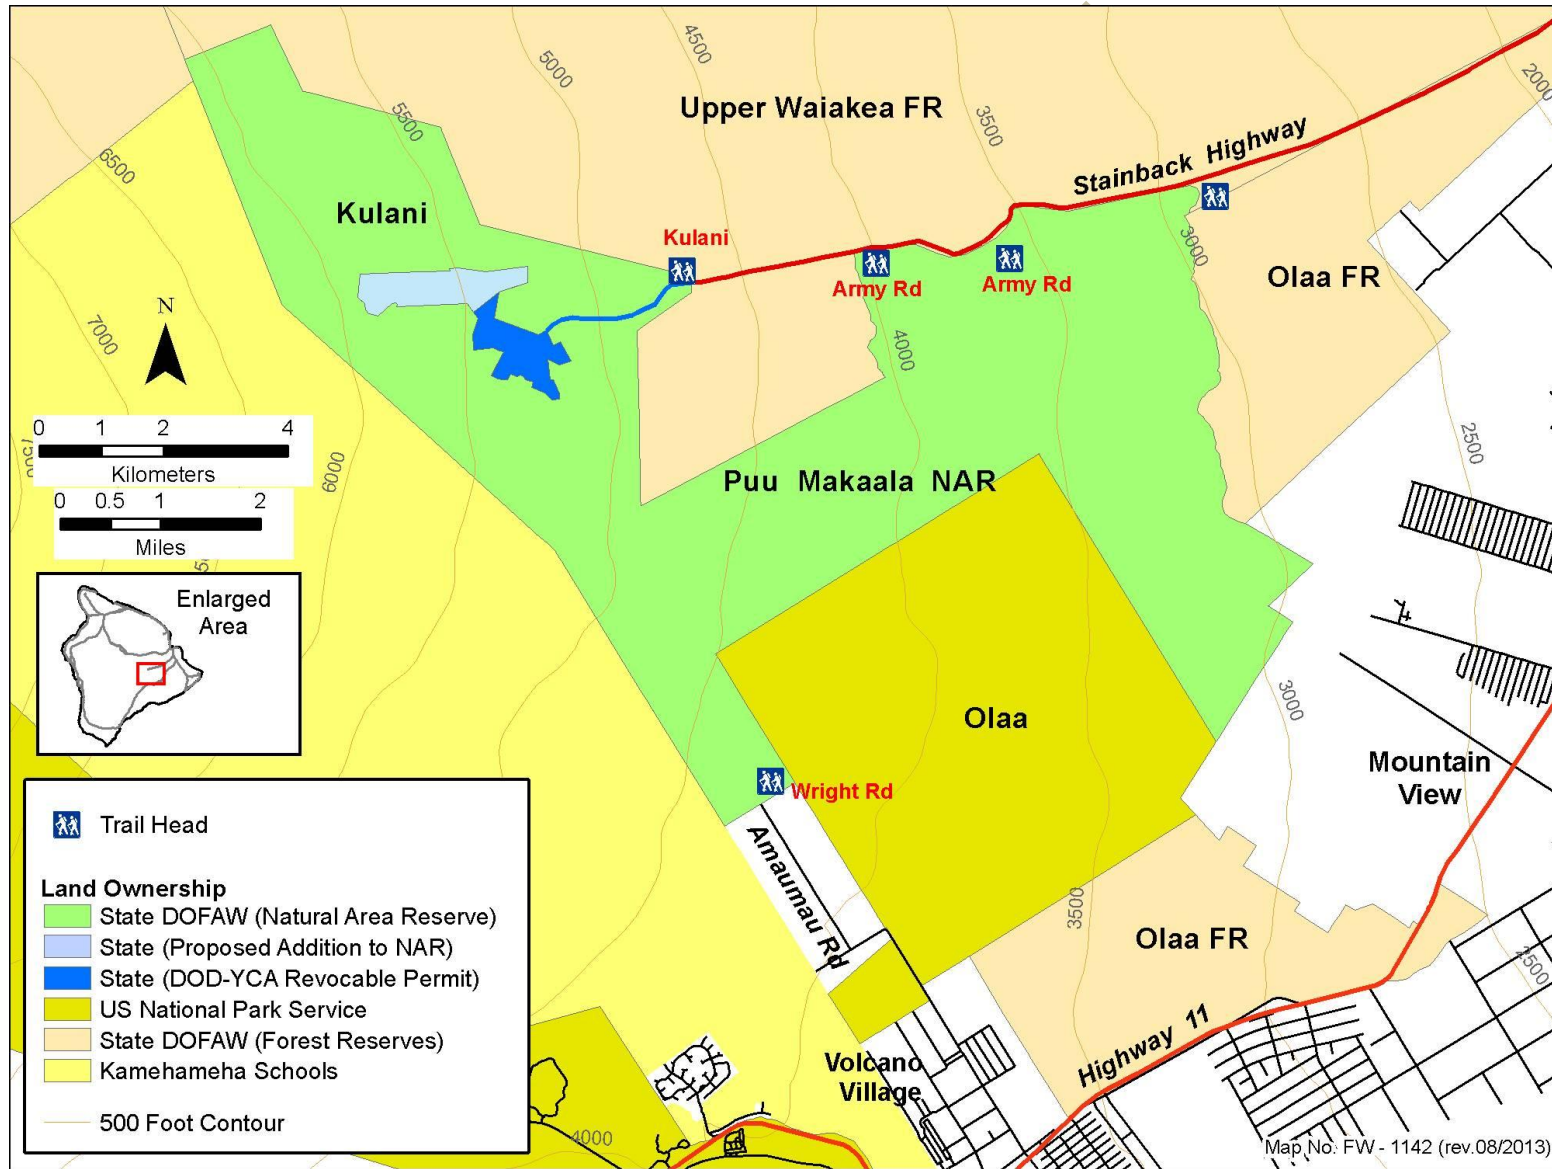 4500
5000
5500
3500
2000
Upper Waiakea FR
Stainback Highway
6500
Kulani
Kulani
3000
Army Rd
Army Rd
Olaa FR
N
7000
4000
0 1 2 4
Kilometers
0 0.5 1 2
Miles
6000
2500
Puu Makaala NAR
Enlarged
Area
Olaa
3000
Mountain
View
Wright Rd
Amaumau Rd
3500
Olaa FR
2500
Highway 11
Volcano
Village
4000
Trail Head
Land Ownership
State DOFAW (Natural Area Reserve)
State (Proposed Addition to NAR)
State (DOD-YCA Revocable Permit)
US National Park Service
State DOFAW (Forest Reserves)
Kamehameha Schools
500 Foot Contour
Map No. FW - 1142 (rev.08/2013)